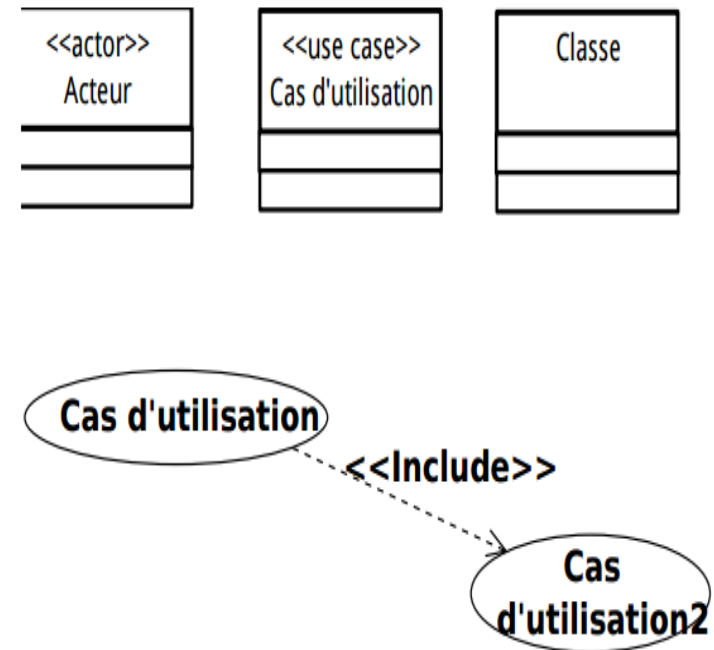 <<actor>>
Acteur
<<use case>>
Cas d'utilisation
Classe
Cas d'utilisation
<<Include>>
Cas
d'utilisation2